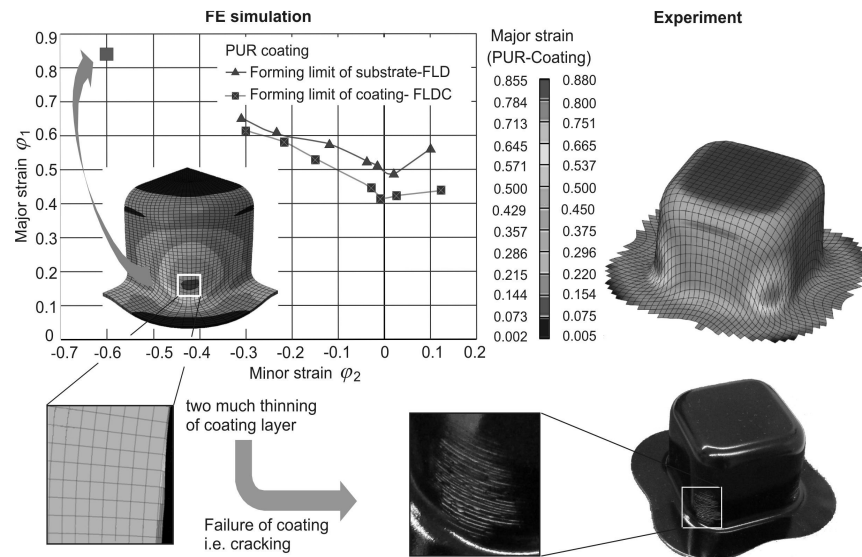 FE simulation
Experiment
0.9
0.8
0.7
0.6
0.5
0.4
0.3
0.2
0.1
0
Major strain φ1
-0.7 -0.6 -0.5 -0.4 -0.3 -0.2 -0.1 0 0.1 0.2
Minor strain φ2
PUR coating
Forming limit of substrate-FLD
Forming limit of coating- FLDC
Major strain
(PUR-Coating)
0.855 0.880
0.784 0.800
0.713 0.751
0.645 0.665
0.571 0.537
0.500 0.500
0.429 0.450
0.357 0.375
0.286 0.296
0.215 0.220
0.144 0.154
0.073 0.075
0.002 0.005
two much thinning
of coating layer
Failure of coating
i.e. cracking